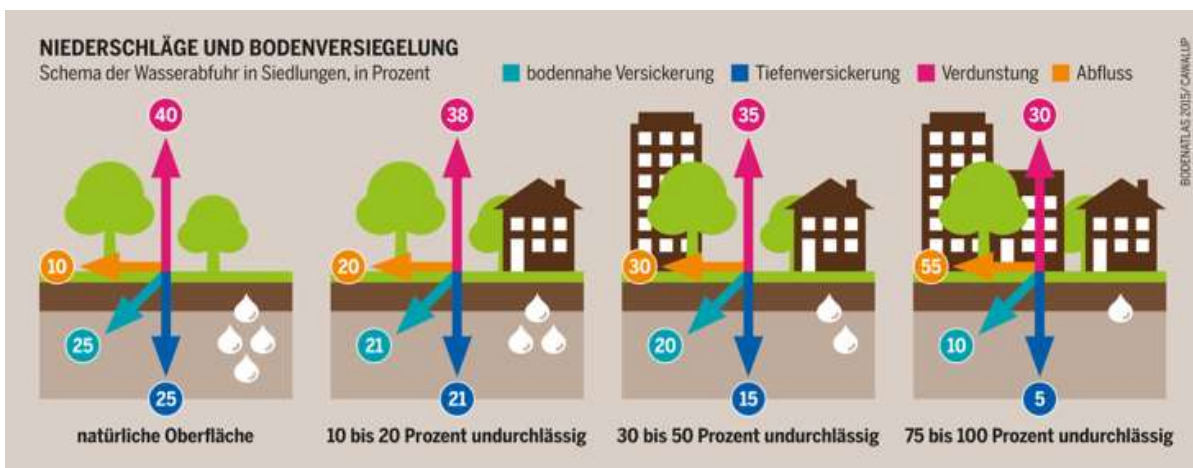 NIEDERSCHLÄGE UND BODENVERSIEGELUNG
Schema der Wasserabfuhr in Siedlungen, in Prozent
bodennahe Versickerung
Tiefenversickerung
Verdunstung
Abfluss
BODENATLAS 2015/ CAWALUP
40
10
25
25
natürliche Oberfläche
38
20
21
21
10 bis 20 Prozent undurchlässig
35
30
20
15
30 bis 50 Prozent undurchlässig
30
55
10
5
75 bis 100 Prozent undurchlässig